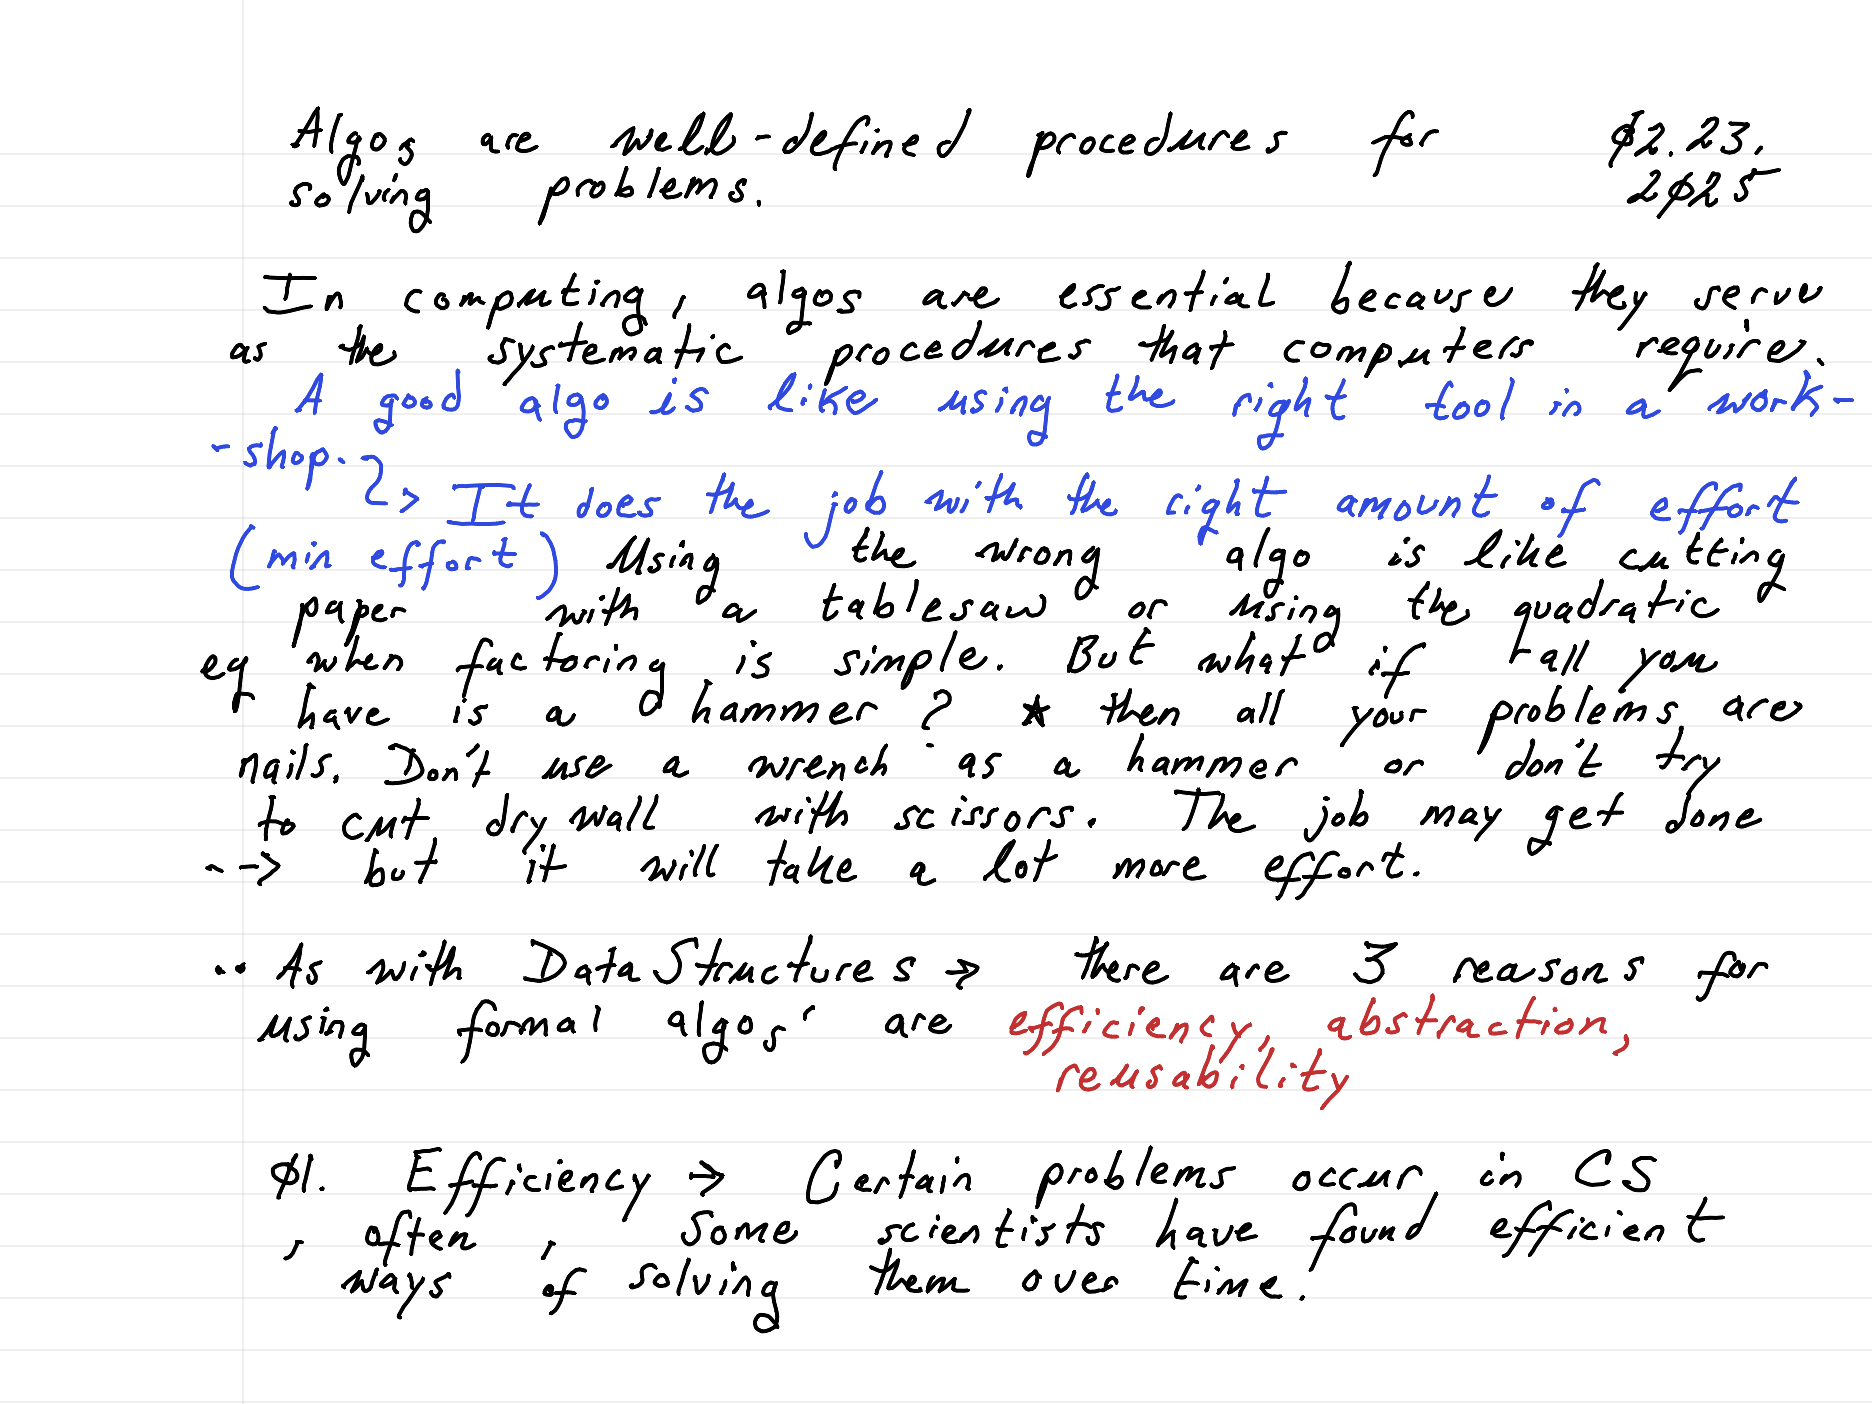 Algos are well-defined procedures for
solving problems.
02.23.
2025
In computing, algos are essential because they serve
as the systematic procedures that computers require.
A good algo is like using the right tool in a work-
-shop.
-> It does the job with the right amount of effort
(min effort) Using the wrong algo is like cutting
paper with a tablesaw or using the quadratic
eq when factoring is simple. But what if all you
have is a hammer? ★ then all your problems are
nails. Don't use a wrench as a hammer or don't try
to cut drywall with scissors. The job may get done
--> but it will take a lot more effort.
.. As with Data Structures → there are 3 reasons for
using formal algos' are efficiency, abstraction,
reusability
01. Efficiency → Certain problems occur in CS
, often, some scientists have found efficient
ways of solving them over time.